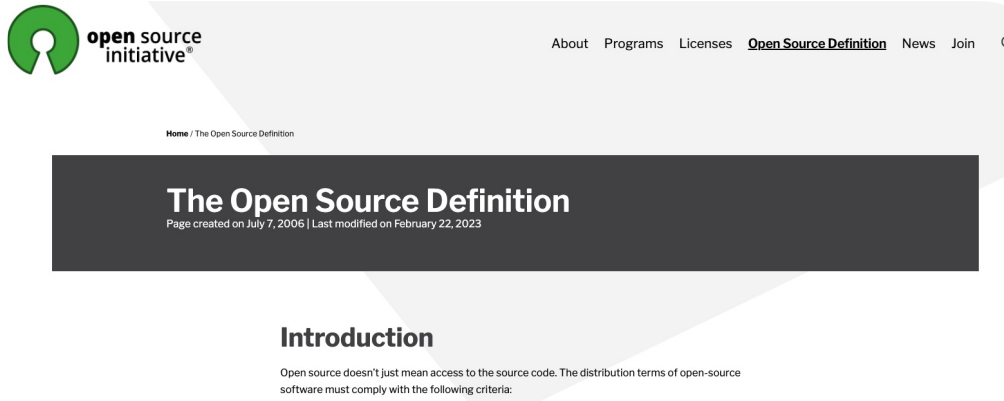 open source
initiative®
About Programs Licenses Open Source Definition News Join
Home / The Open Source Definition
The Open Source Definition
Page created on July 7, 2006 | Last modified on February 22, 2023
Introduction
Open source doesn't just mean access to the source code. The distribution terms of open-source
software must comply with the following criteria: